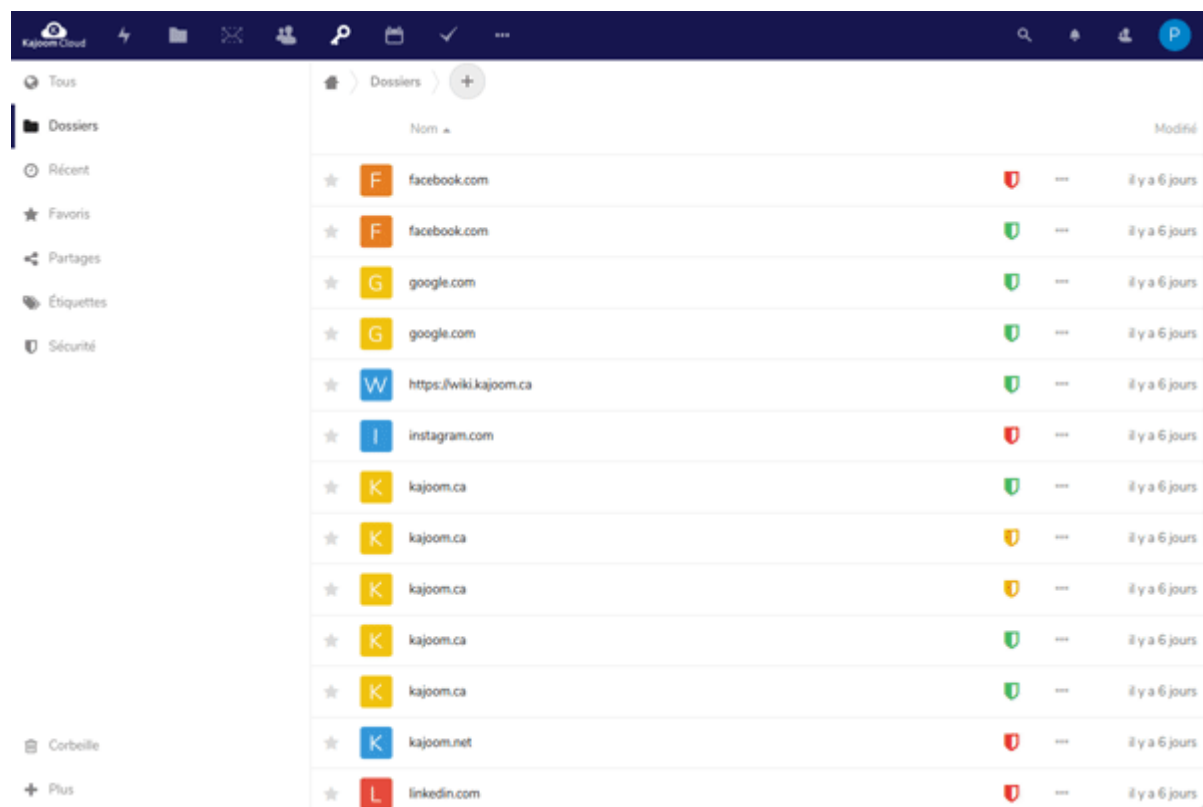 Kajoom Cloud
P
Tous
Dossiers
Récent
Favoris
Partages
Étiquettes
Sécurité
Corbeille
Plus
Dossiers
Nom
Modifié
F facebook.com il y a 6 jours
F facebook.com il y a 6 jours
G google.com il y a 6 jours
G google.com il y a 6 jours
W https://wiki.kajoom.ca il y a 6 jours
I instagram.com il y a 6 jours
K kajoom.ca il y a 6 jours
K kajoom.ca il y a 6 jours
K kajoom.ca il y a 6 jours
K kajoom.ca il y a 6 jours
K kajoom.ca il y a 6 jours
K kajoom.net il y a 6 jours
L linkedin.com il y a 6 jours